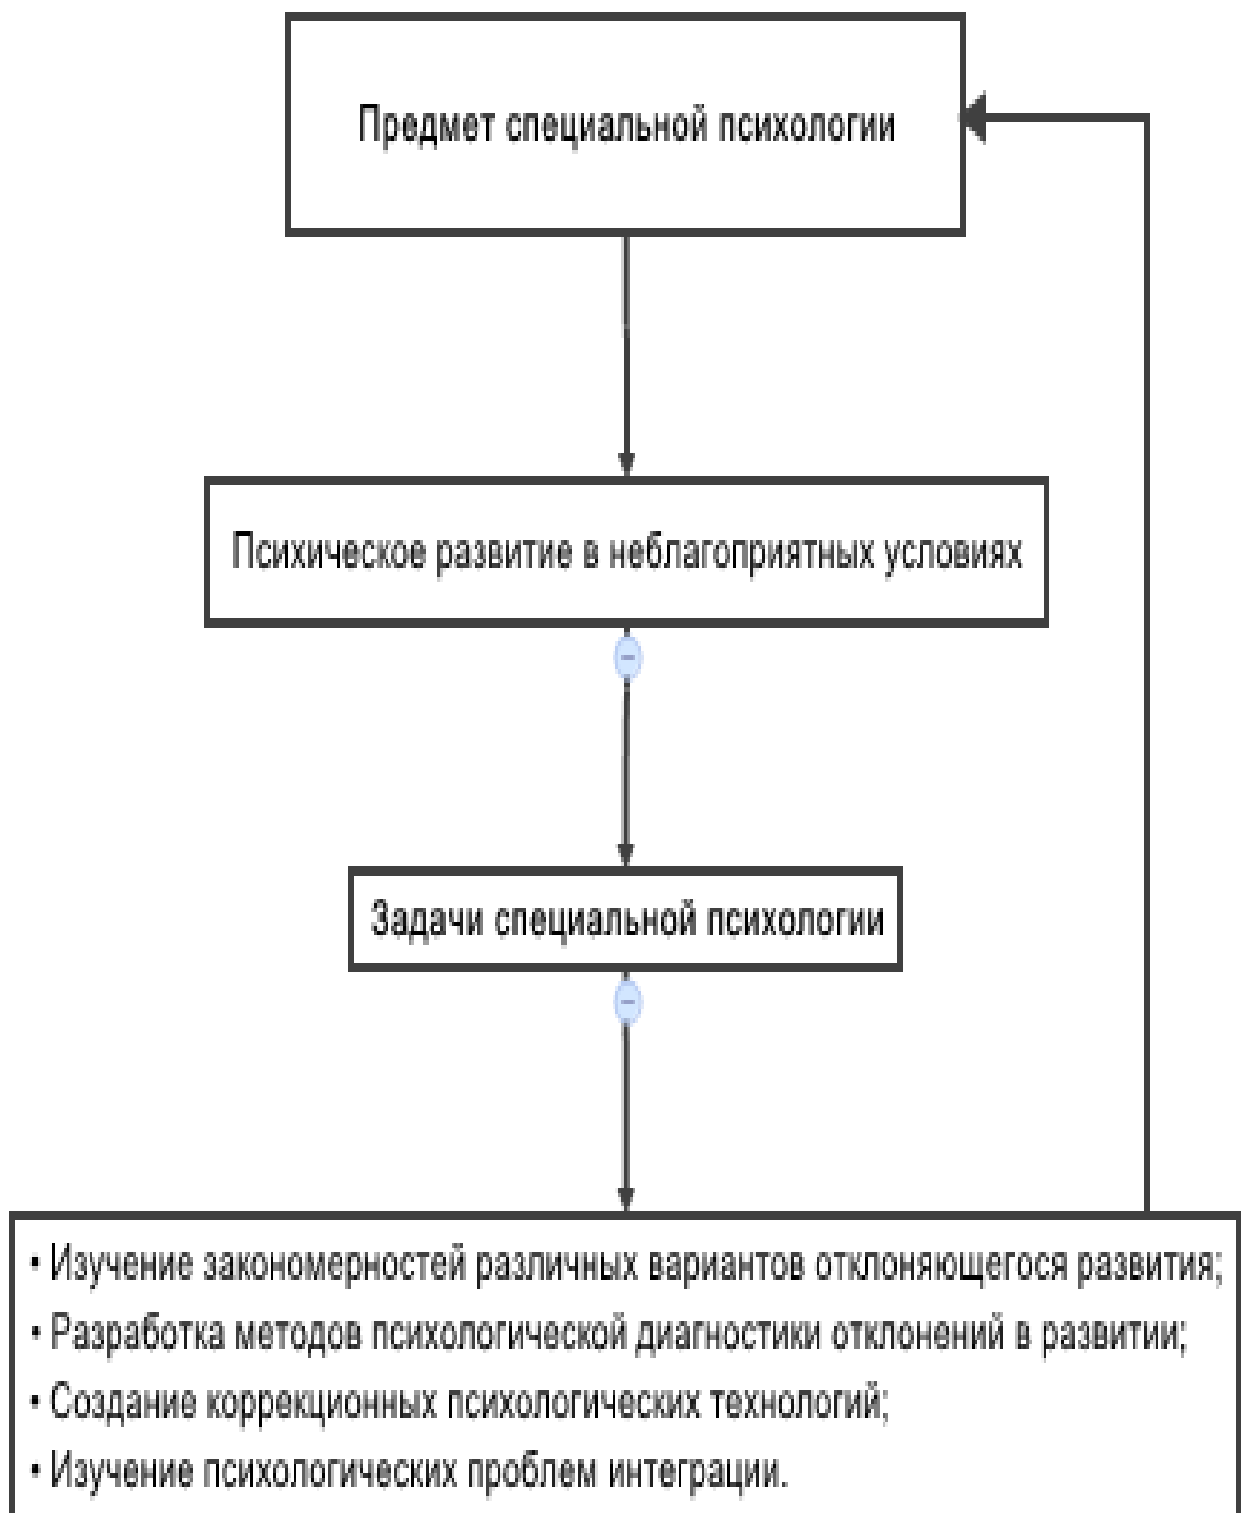 Предмет специальной психологии
Психическое развитие в неблагоприятных условиях
Задачи специальной психологии
• Изучение закономерностей различных вариантов отклоняющегося развития;
• Разработка методов психологической диагностики отклонений в развитии;
• Создание коррекционных психологических технологий;
• Изучение психологических проблем интеграции.